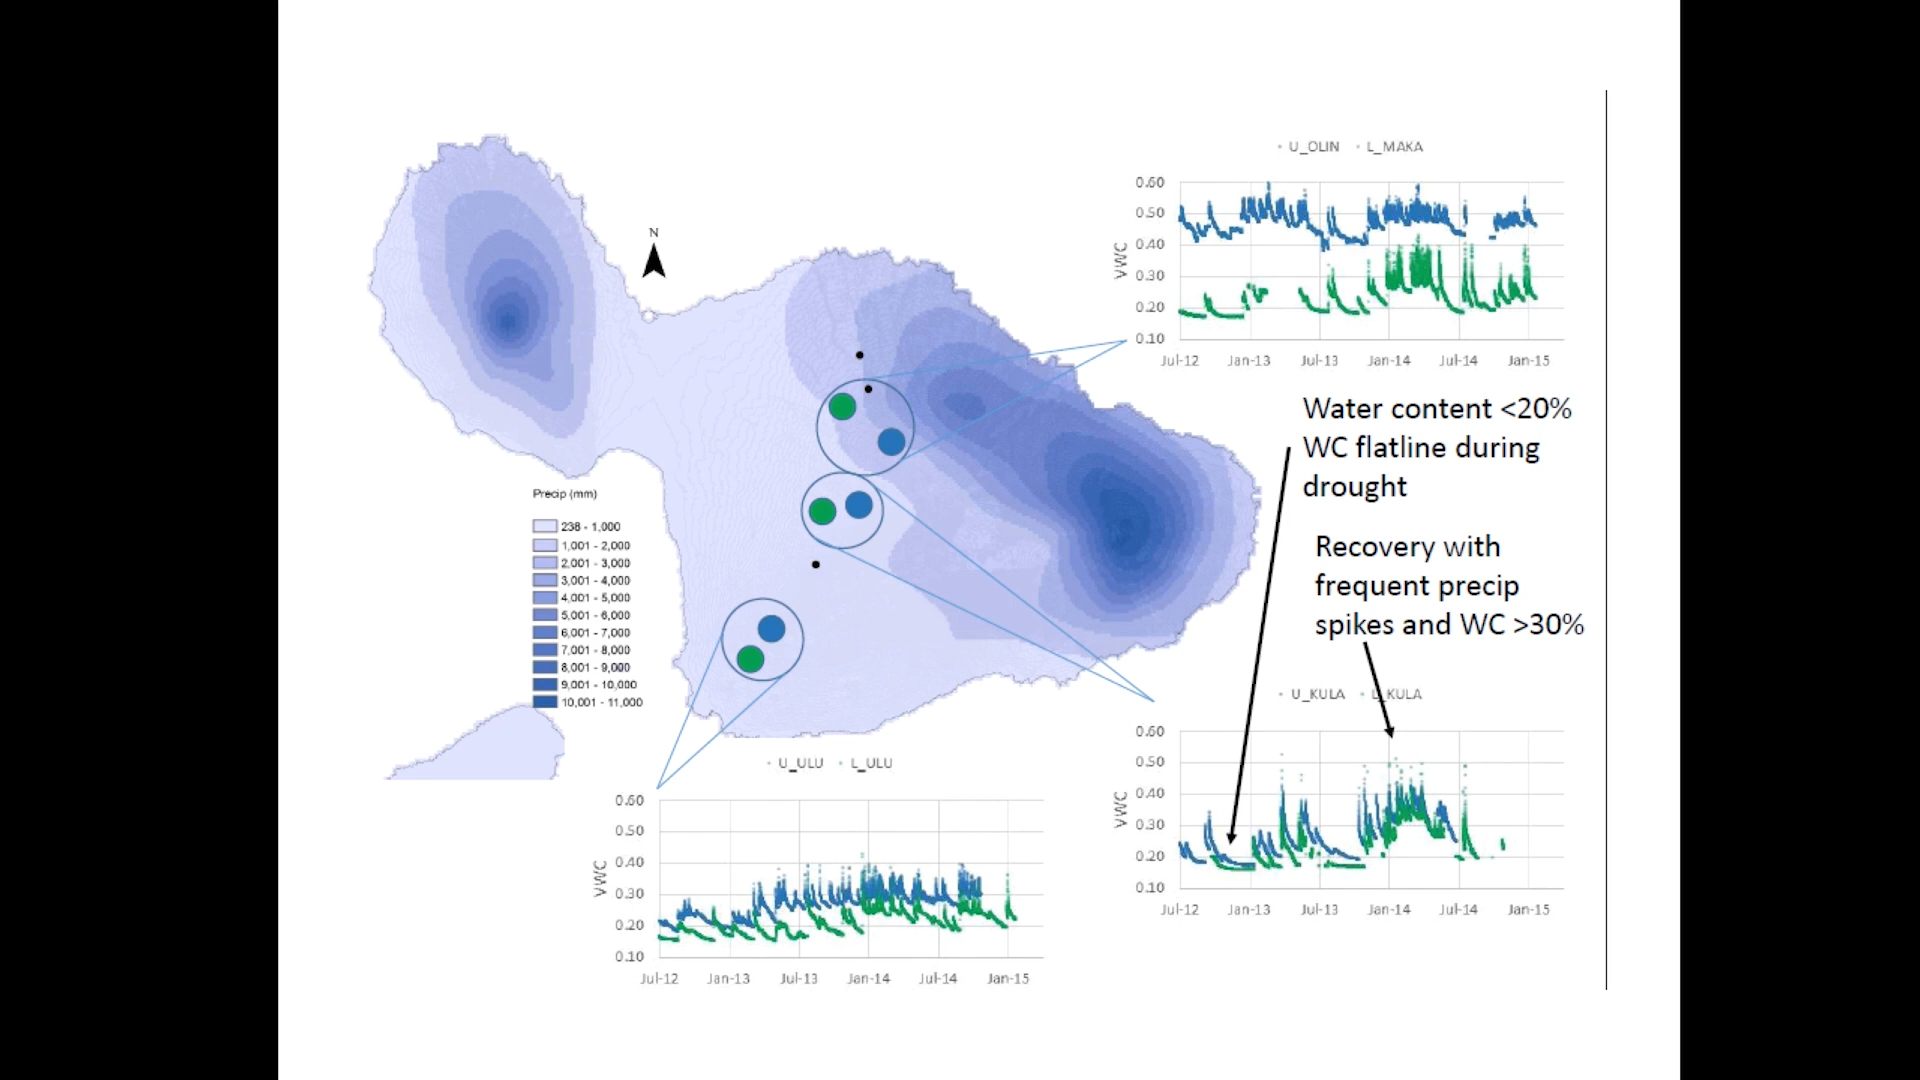 N
Precip (mm)
238 - 1,000
1,001 - 2,000
2,001 - 3,000
3,001 - 4,000
4,001 - 5,000
5,001 - 6,000
6,001 - 7,000
7,001 - 8,000
8,001 - 9,000
9,001 - 10,000
10,001 - 11,000
U_OLIN L_MAKA
VWC
0.60
0.50
0.40
0.30
0.20
0.10
Jul-12 Jan-13 Jul-13 Jan-14 Jul-14 Jan-15
Water content <20%
WC flatline during
drought
Recovery with
frequent precip
spikes and WC >30%
U_KULA L_KULA
VWC
0.60
0.50
0.40
0.30
0.20
0.10
Jul-12 Jan-13 Jul-13 Jan-14 Jul-14 Jan-15
U_ULU L_ULU
VWC
0.60
0.50
0.40
0.30
0.20
0.10
Jul-12 Jan-13 Jul-13 Jan-14 Jul-14 Jan-15